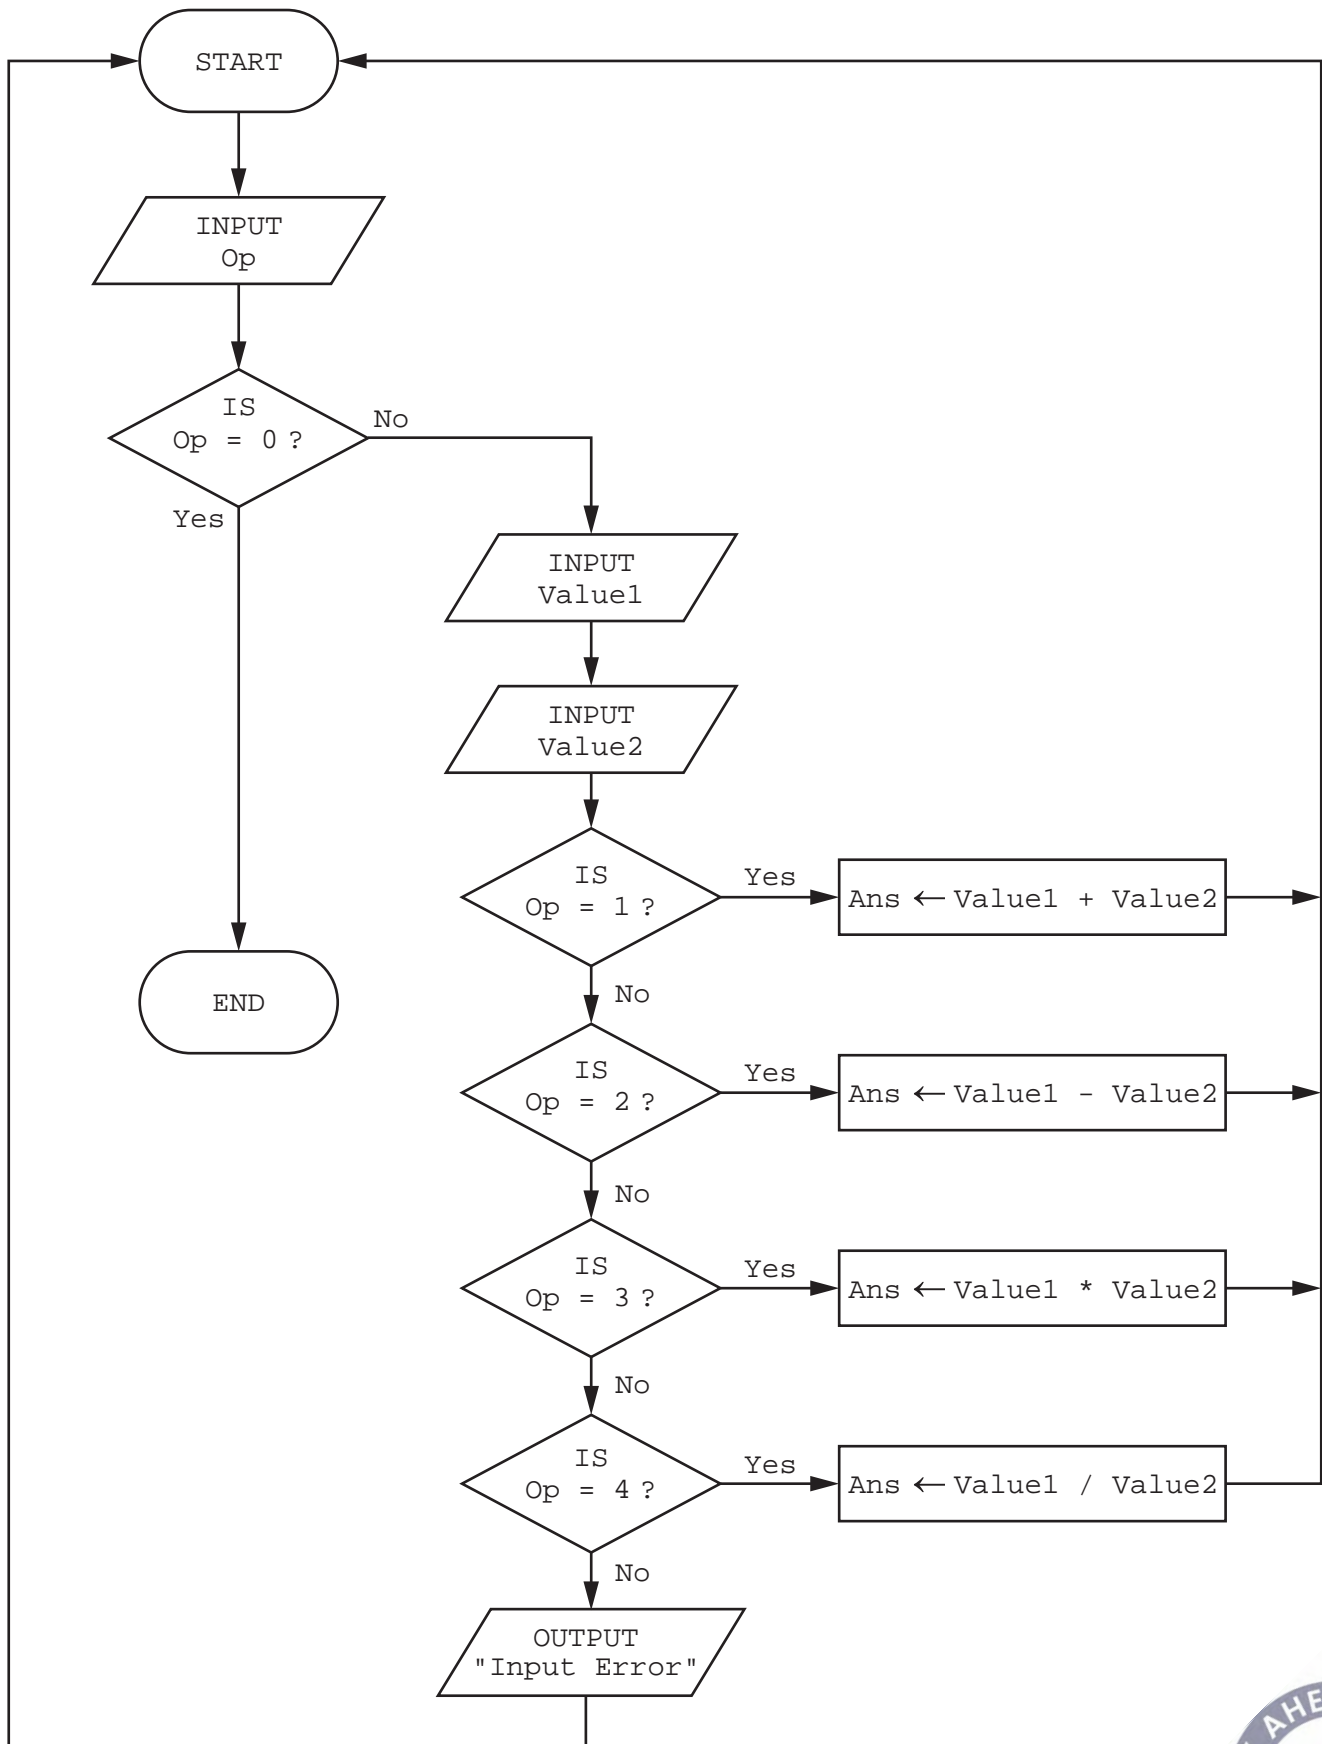 START
INPUT
Op
IS
Op = 0 ?
No
Yes
INPUT
Value1
INPUT
Value2
IS
Op = 1 ?
Yes
Ans ← Value1 + Value2
END
No
IS
Op = 2 ?
Yes
Ans ← Value1 - Value2
No
IS
Op = 3 ?
Yes
Ans ← Value1 * Value2
No
IS
Op = 4 ?
Yes
Ans ← Value1 / Value2
No
OUTPUT
"Input Error"